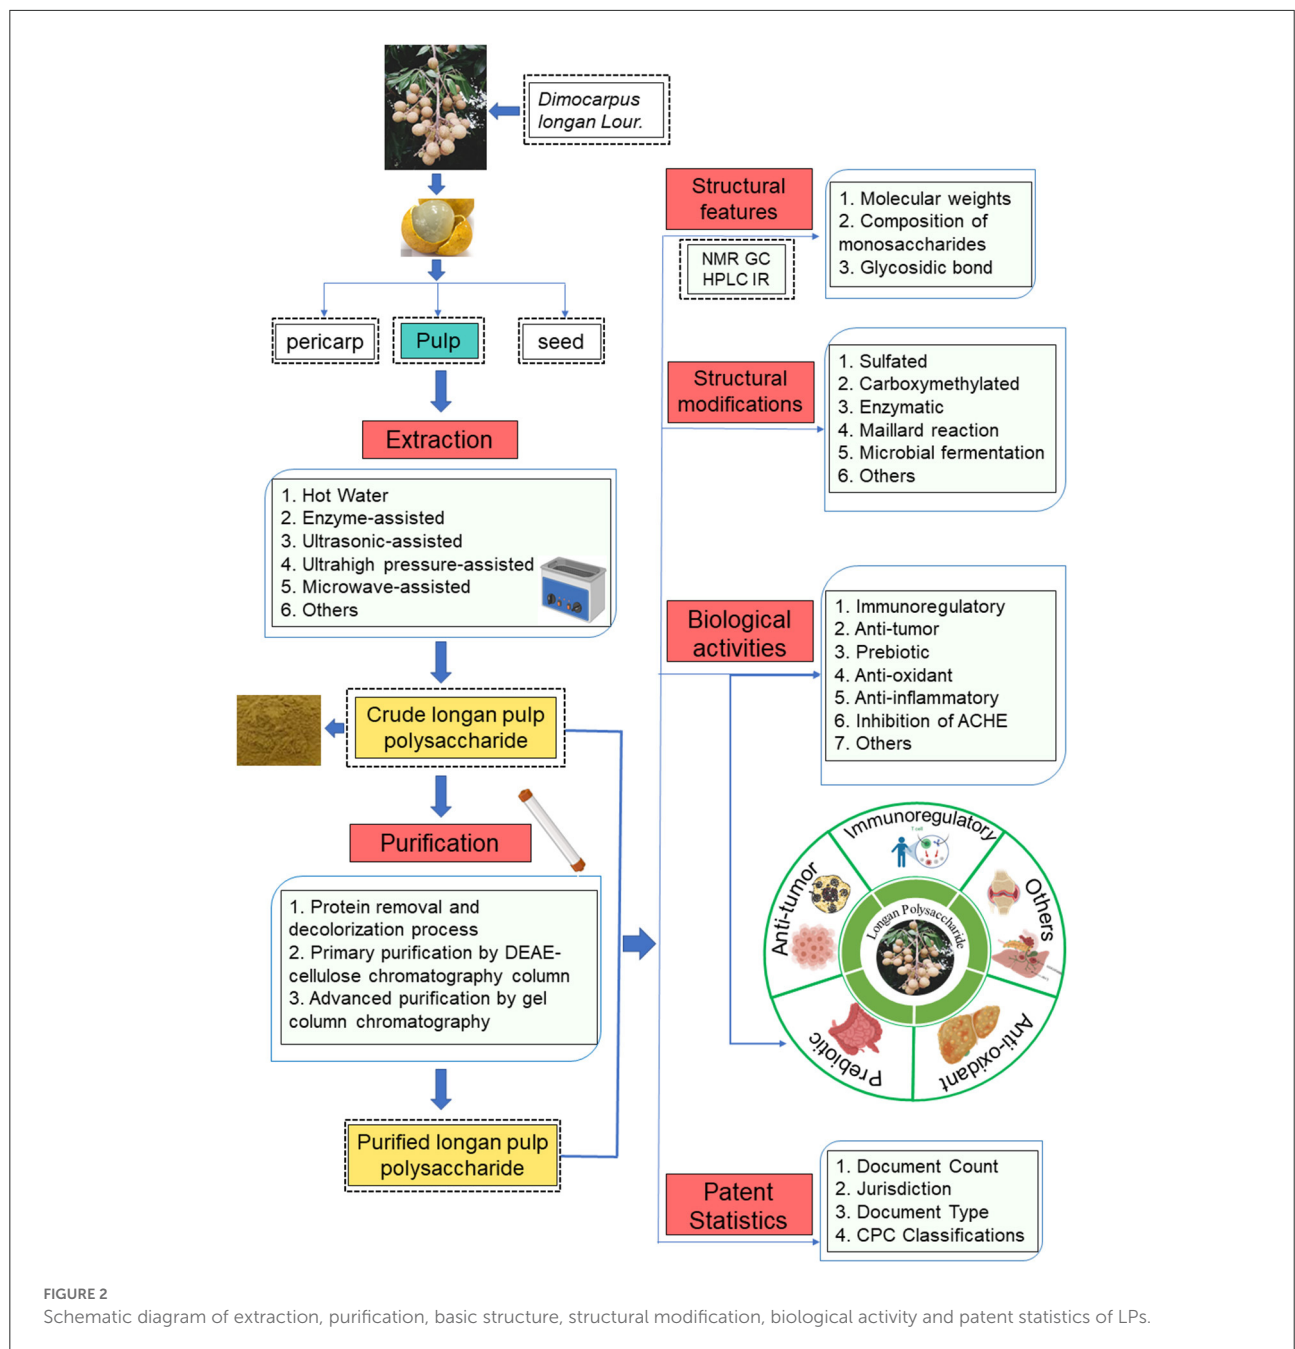 Dimocarpus
longan Lour.
pericarp
Pulp
seed
Extraction
1. Hot Water
2. Enzyme-assisted
3. Ultrasonic-assisted
4. Ultrahigh pressure-assisted
5. Microwave-assisted
6. Others
Crude longan pulp
polysaccharide
Purification
1. Protein removal and
decolorization process
2. Primary purification by DEAE-
cellulose chromatography column
3. Advanced purification by gel
column chromatography
Purified longan pulp
polysaccharide
Structural
features
NMR GC
HPLC IR
1. Molecular weights
2. Composition of
monosaccharides
3. Glycosidic bond
Structural
modifications
1. Sulfated
2. Carboxymethylated
3. Enzymatic
4. Maillard reaction
5. Microbial fermentation
6. Others
Biological
activities
1. Immunoregulatory
2. Anti-tumor
3. Prebiotic
4. Anti-oxidant
5. Anti-inflammatory
6. Inhibition of ACHE
7. Others
Immunoregulatory
T cell
Anti-tumor
Others
Longan Polysaccharide
Prebiotic
Anti-oxidant
Patent
Statistics
1. Document Count
2. Jurisdiction
3. Document Type
4. CPC Classifications
FIGURE 2
Schematic diagram of extraction, purification, basic structure, structural modification, biological activity and patent statistics of LPs.